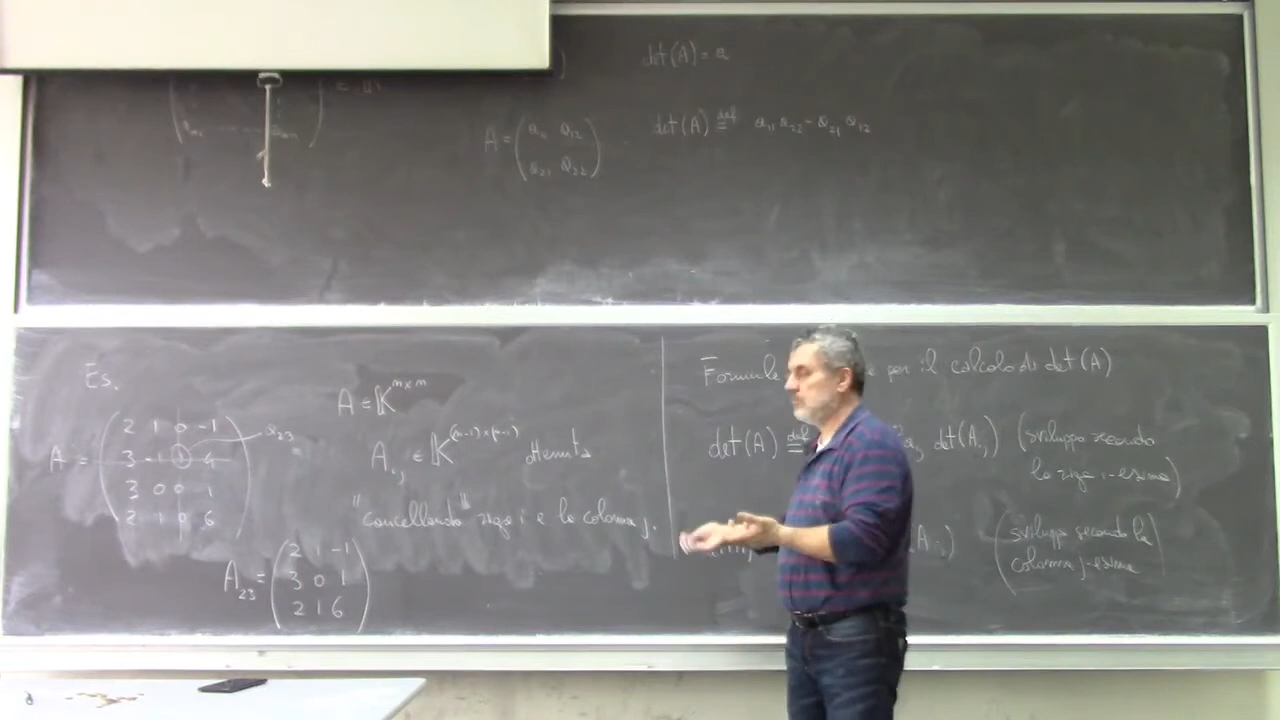 det(A) = a
A = (a11 a12
a21 a22)
det(A) def= a11 a22 - a21 a12
Es.
A = (2 1 0 -1
3 -1 1 4
3 0 0 1
2 1 0 6)
a23
A ∈ K^(n×n)
A_ij ∈ K^((n-1)×(n-1)) ottenuta
"cancellando" riga i e la colonna j.
A23 = (2 1 -1
3 0 1
2 1 6)
Formule per il calcolo di det(A)
det(A) def= det(A_ij) (sviluppo secondo
la riga i-esima)
(sviluppo secondo la
colonna j-esima)